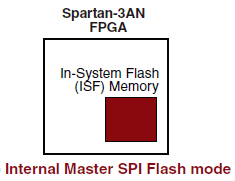 Spartan-3AN
FPGA
In-System Flash
(ISF) Memory
Internal Master SPI Flash mode